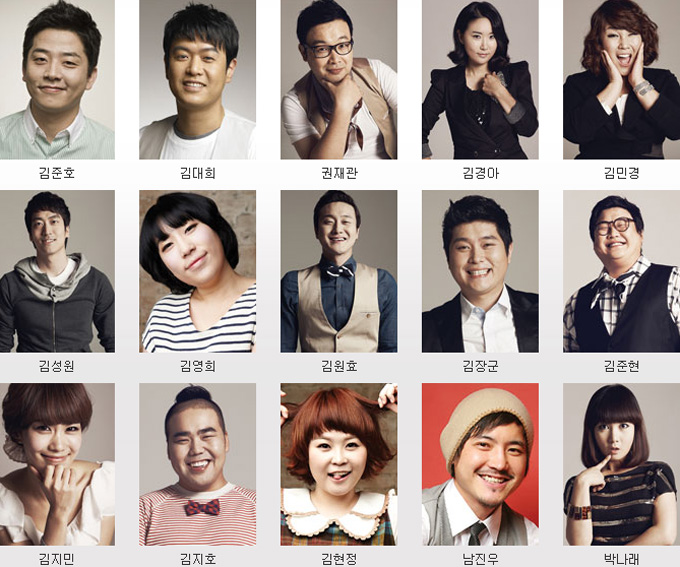 김준호 김대희 권재관 김경아 김민경
김성원 김영희 김원효 김장군 김준현
김지민 김지호 김현정 남진우 박나래